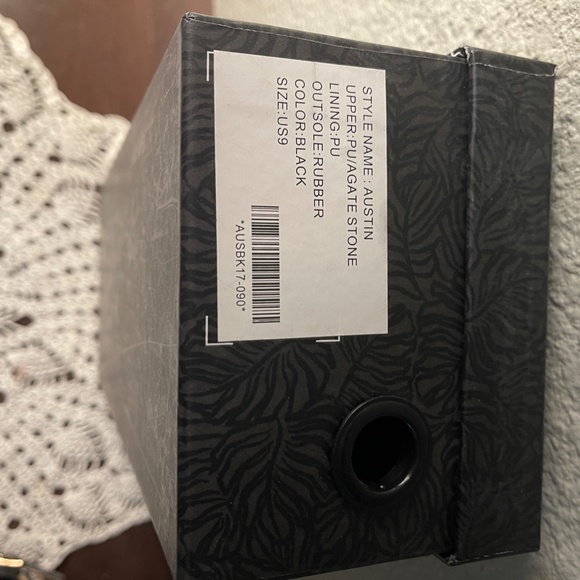 STYLE NAME : AUSTIN
UPPER:PU/AGATE STONE
LINING:PU
OUTSOLE:RUBBER
COLOR:BLACK
SIZE:US9
*AUSBK17-090*